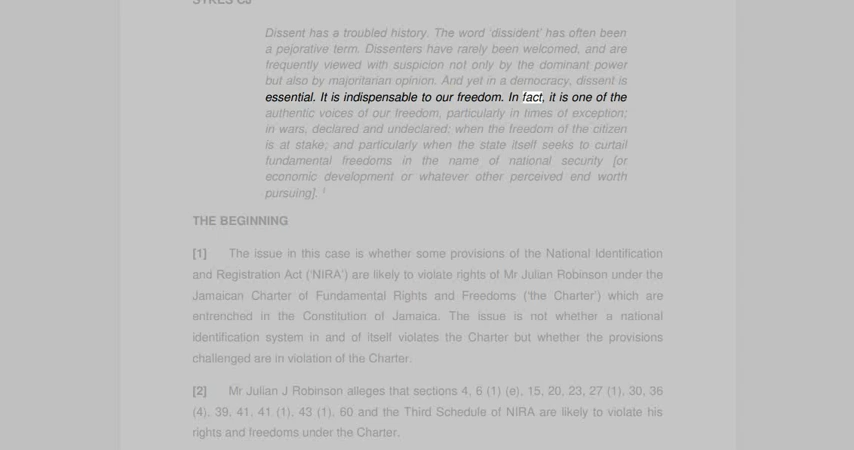 SYKES CJ
Dissent has a troubled history. The word 'dissident' has often been
a pejorative term. Dissenters have rarely been welcomed, and are
frequently viewed with suspicion not only by the dominant power
but also by majoritarian opinion. And yet in a democracy, dissent is
essential. It is indispensable to our freedom. In fact, it is one of the
authentic voices of our freedom, particularly in times of exception;
in wars, declared and undeclared; when the freedom of the citizen
is at stake; and particularly when the state itself seeks to curtail
fundamental freedoms in the name of national security [or
economic development or whatever other perceived end worth
pursuing]. 1
THE BEGINNING
[1] The issue in this case is whether some provisions of the National Identification
and Registration Act ('NIRA') are likely to violate rights of Mr Julian Robinson under the
Jamaican Charter of Fundamental Rights and Freedoms ('the Charter') which are
entrenched in the Constitution of Jamaica. The issue is not whether a national
identification system in and of itself violates the Charter but whether the provisions
challenged are in violation of the Charter.
[2] Mr Julian J Robinson alleges that sections 4, 6 (1) (e), 15, 20, 23, 27 (1), 30, 36
(4), 39, 41, 41 (1), 43 (1), 60 and the Third Schedule of NIRA are likely to violate his
rights and freedoms under the Charter.